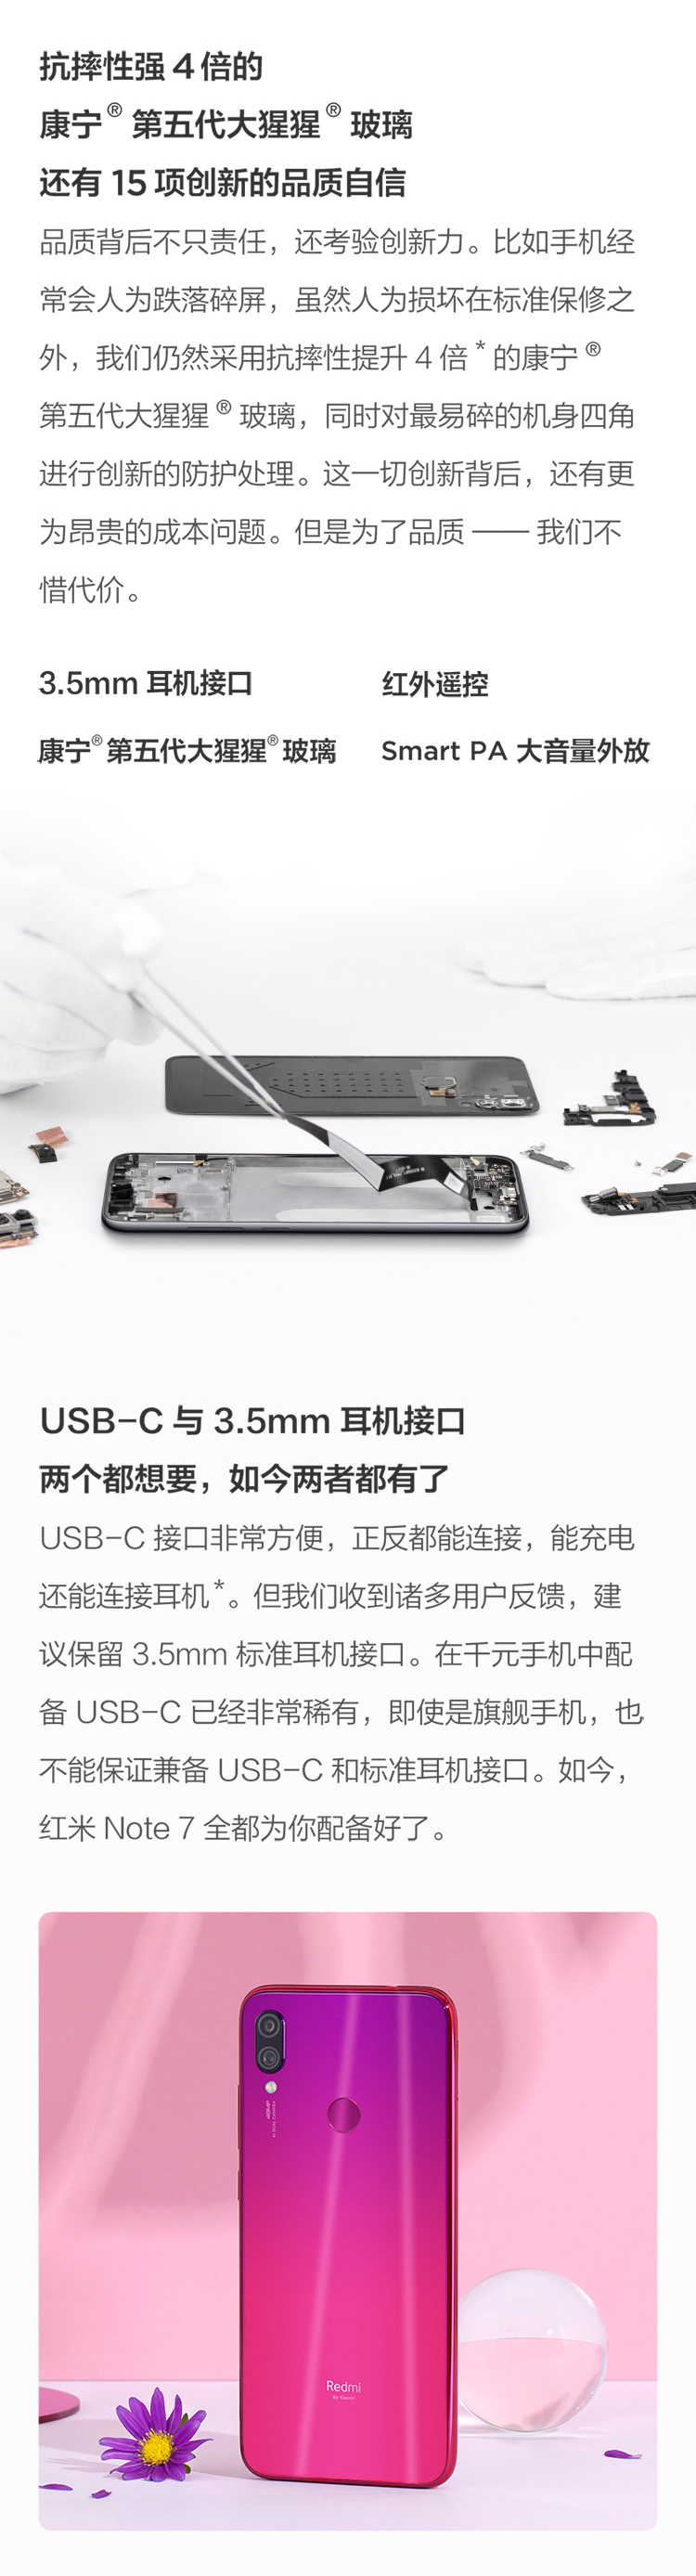 抗摔性强 4 倍的
康宁® 第五代大猩猩® 玻璃
还有 15 项创新的品质自信
品质背后不只责任，还考验创新力。比如手机经
常会人为跌落碎屏，虽然人为损坏在标准保修之
外，我们仍然采用抗摔性提升 4 倍* 的康宁®
第五代大猩猩® 玻璃，同时对最易碎的机身四角
进行创新的防护处理。这一切创新背后，还有更
为昂贵的成本问题。但是为了品质 —— 我们不
惜代价。
3.5mm 耳机接口 红外遥控
康宁®第五代大猩猩®玻璃 Smart PA 大音量外放
USB-C 与 3.5mm 耳机接口
两个都想要，如今两者都有了
USB-C 接口非常方便，正反都能连接，能充电
还能连接耳机*。但我们收到诸多用户反馈，建
议保留 3.5mm 标准耳机接口。在千元手机中配
备 USB-C 已经非常稀有，即使是旗舰手机，也
不能保证兼备 USB-C 和标准耳机接口。如今，
红米 Note 7 全都为你配备好了。
48MP
AI DUAL CAMERA
Redmi
by Xiaomi